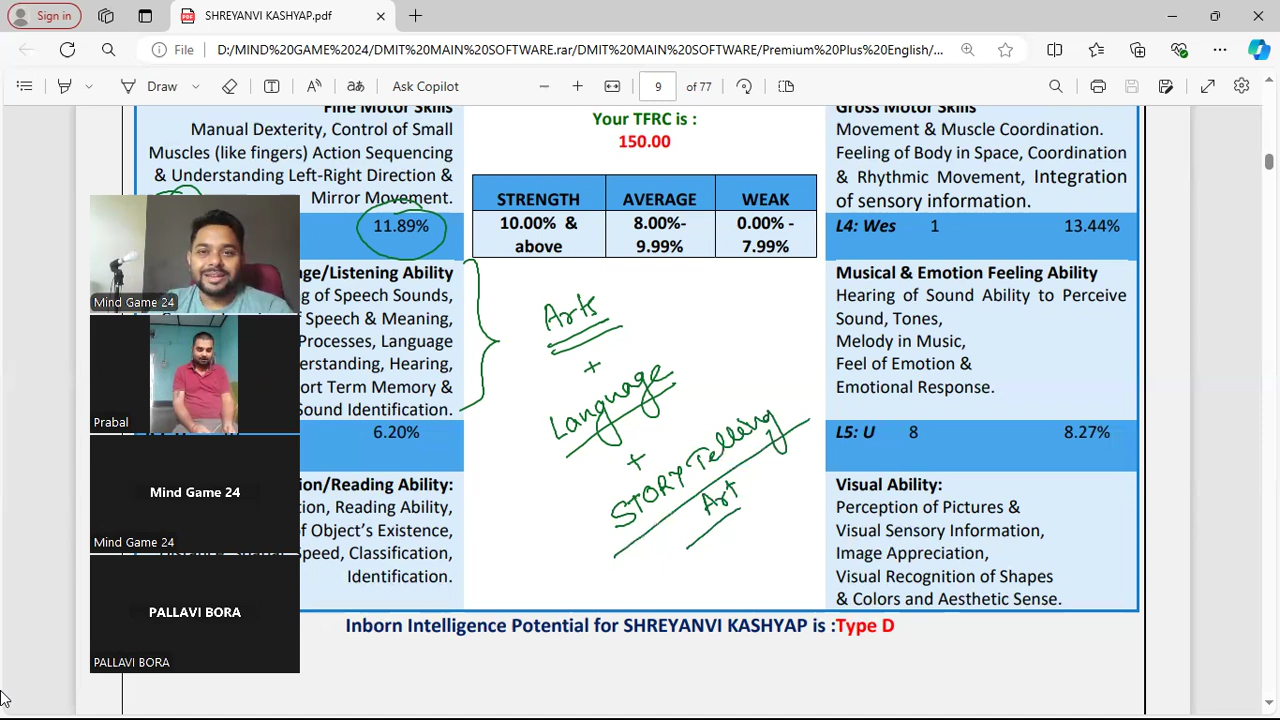 Sign in
SHREYANVI KASHYAP.pdf
File
D:/MIND%20GAME%2024/DMIT%20MAIN%20SOFTWARE.rar/DMIT%20MAIN%20SOFTWARE/Premium%20Plus%20English/...
Draw
Ask Copilot
9 of 77
Fine Motor Skills
Manual Dexterity, Control of Small
Muscles (like fingers) Action Sequencing
& Understanding Left-Right Direction &
Mirror Movement.
11.89%
ge/Listening Ability
g of Speech Sounds,
f Speech & Meaning,
Processes, Language
erstanding, Hearing,
ort Term Memory &
Sound Identification.
6.20%
ion/Reading Ability:
tion, Reading Ability,
of Object's Existence,
Speed, Classification,
Identification.
Your TFRC is :
150.00
STRENGTH AVERAGE WEAK
10.00% & above 8.00%-9.99% 0.00% - 7.99%
Arts
+
Language
+
STORY-Telling
Art
Gross Motor Skills
Movement & Muscle Coordination.
Feeling of Body in Space, Coordination
& Rhythmic Movement, Integration
of sensory information.
L4: Wes 1 13.44%
Musical & Emotion Feeling Ability
Hearing of Sound Ability to Perceive
Sound, Tones,
Melody in Music,
Feel of Emotion &
Emotional Response.
L5: U 8 8.27%
Visual Ability:
Perception of Pictures &
Visual Sensory Information,
Image Appreciation,
Visual Recognition of Shapes
& Colors and Aesthetic Sense.
Inborn Intelligence Potential for SHREYANVI KASHYAP is :Type D
Mind Game 24
Prabal
Mind Game 24
Mind Game 24
PALLAVI BORA
PALLAVI BORA